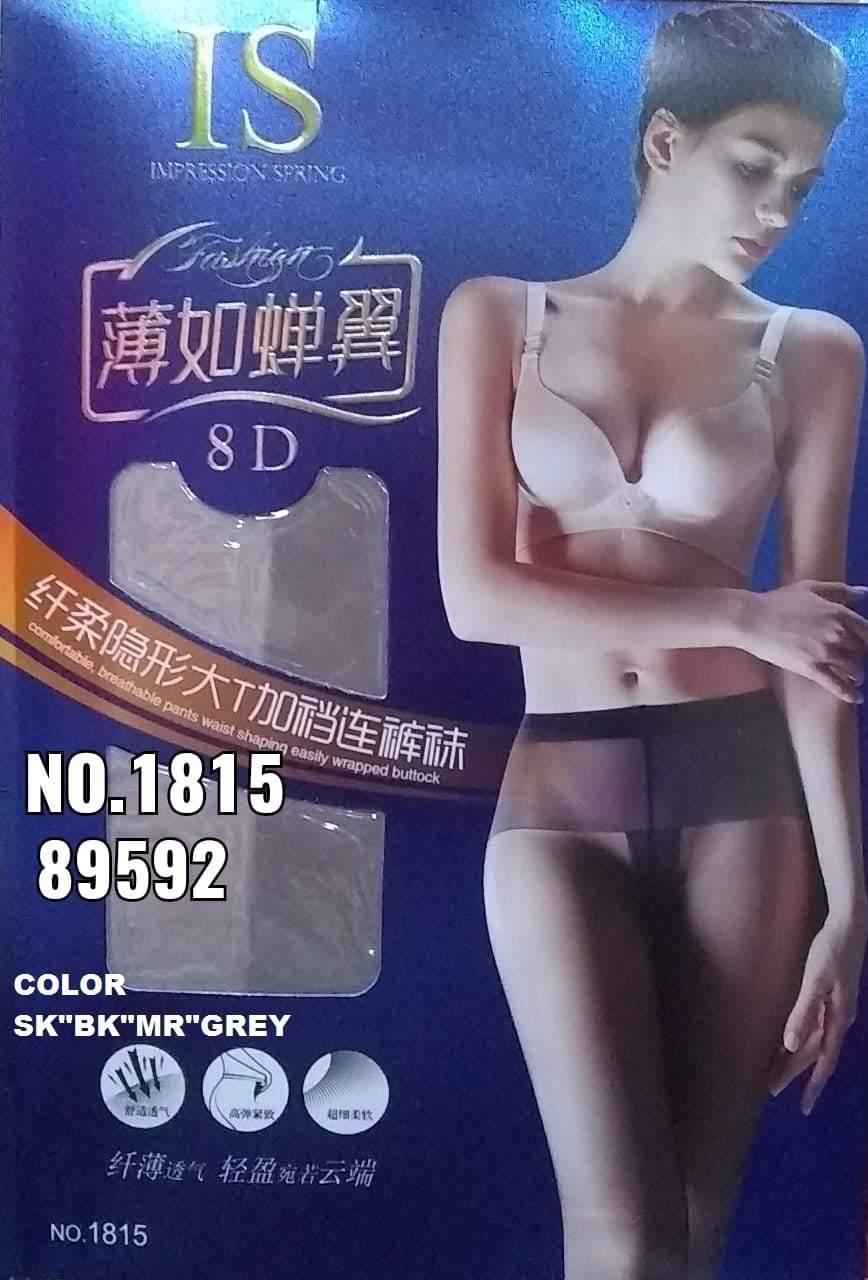 IS
IMPRESSION SPRING
Fashign
薄如蝉翼
8D
纤柔隐形大T加裆连裤袜
comfortable, breathable pants waist shaping easily wrapped buttock
NO.1815
89592
COLOR
SK"BK"MR"GREY
舒适透气
高弹紧致
超细柔软
纤薄透气 轻盈宛若云端
NO.1815